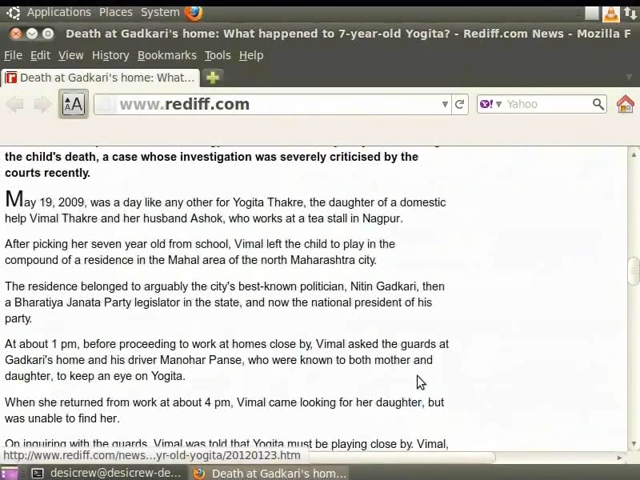 Applications Places System
Death at Gadkari's home: What happened to 7-year-old Yogita? - Rediff.com News - Mozilla F
File Edit View History Bookmarks Tools Help
Death at Gadkari's home: What...
www.rediff.com
Yahoo
the child's death, a case whose investigation was severely criticised by the
courts recently.
May 19, 2009, was a day like any other for Yogita Thakre, the daughter of a domestic
help Vimal Thakre and her husband Ashok, who works at a tea stall in Nagpur.
After picking her seven year old from school, Vimal left the child to play in the
compound of a residence in the Mahal area of the north Maharashtra city.
The residence belonged to arguably the city's best-known politician, Nitin Gadkari, then
a Bharatiya Janata Party legislator in the state, and now the national president of his
party.
At about 1 pm, before proceeding to work at homes close by, Vimal asked the guards at
Gadkari's home and his driver Manohar Panse, who were known to both mother and
daughter, to keep an eye on Yogita.
When she returned from work at about 4 pm, Vimal came looking for her daughter, but
was unable to find her.
On inquiring with the guards, Vimal was told that Yogita must be playing close by. Vimal,
http://www.rediff.com/news...yr-old-yogita/20120123.htm
desicrew@desicrew-de...
Death at Gadkari's hom...